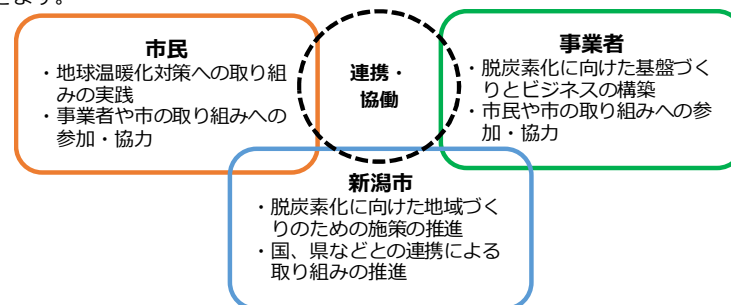 きます。
市民
・地球温暖化対策への取り組
みの実践
・事業者や市の取り組みへの
参加・協力
連携・
協働
事業者
・脱炭素化に向けた基盤づく
りとビジネスの構築
・市民や市の取り組みへの参
加・協力
新潟市
・脱炭素化に向けた地域づく
りのための施策の推進
・国、県などとの連携による
取り組みの推進